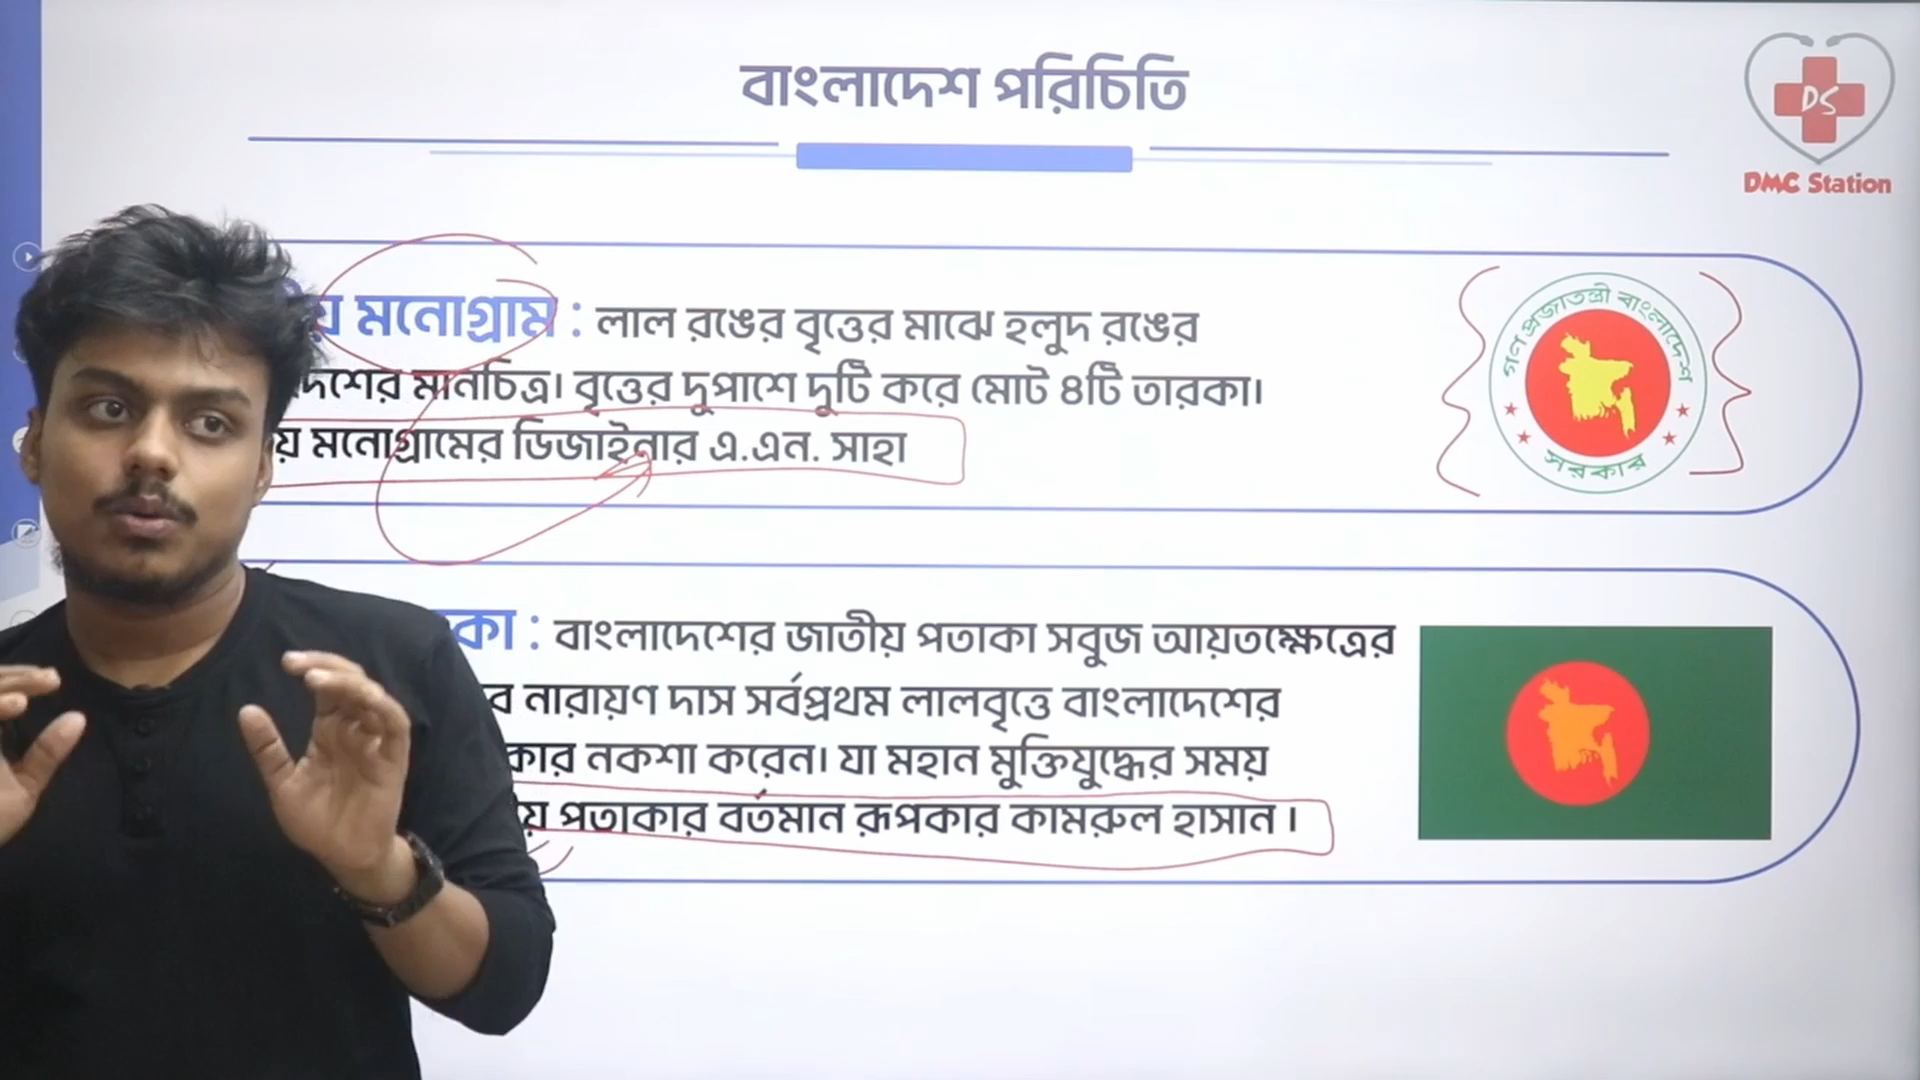 বাংলাদেশ পরিচিতি
DS
DMC Station
মনোগ্রাম : লাল রঙের বৃত্তের মাঝে হলুদ রঙের
মানচিত্র। বৃত্তের দুপাশে দুটি করে মোট ৪টি তারকা।
মনোগ্রামের ডিজাইনার এ.এন. সাহা
গণপ্রজাতন্ত্রী বাংলাদেশ
সরকার
: বাংলাদেশের জাতীয় পতাকা সবুজ আয়তক্ষেত্রের
নারায়ণ দাস সর্বপ্রথম লালবৃত্তে বাংলাদেশের
নকশা করেন। যা মহান মুক্তিযুদ্ধের সময়
পতাকার বর্তমান রূপকার কামরুল হাসান ।